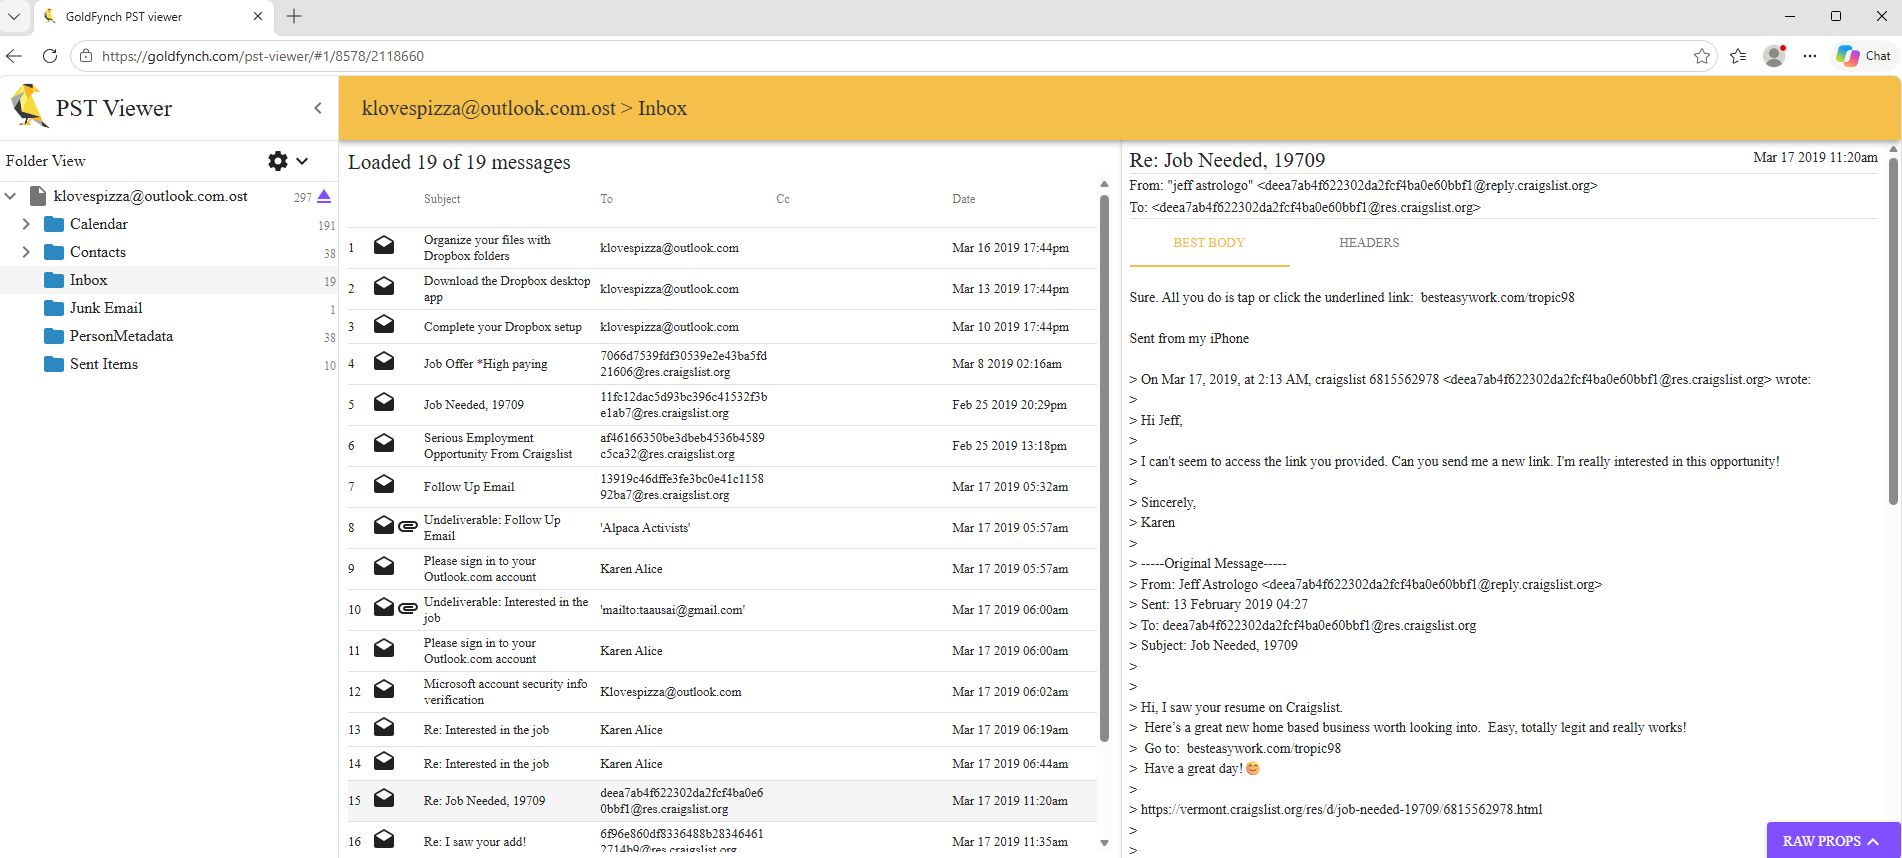 GoldFynch PST viewer
https://goldfynch.com/pst-viewer/#1/8578/2118660
Chat
PST Viewer
klovespizza@outlook.com.ost > Inbox
Folder View
klovespizza@outlook.com.ost 297
Calendar 191
Contacts 38
Inbox 19
Junk Email 1
PersonMetadata 38
Sent Items 10
Loaded 19 of 19 messages
Subject To Cc Date
1 Organize your files with Dropbox folders klovespizza@outlook.com Mar 16 2019 17:44pm
2 Download the Dropbox desktop app klovespizza@outlook.com Mar 13 2019 17:44pm
3 Complete your Dropbox setup klovespizza@outlook.com Mar 10 2019 17:44pm
4 Job Offer *High paying 7066d7539fdf30539e2e43ba5fd21606@res.craigslist.org Mar 8 2019 02:16am
5 Job Needed, 19709 11fc12dac5d93bc396c41532f3be1ab7@res.craigslist.org Feb 25 2019 20:29pm
6 Serious Employment Opportunity From Craigslist af46166350be3dbeb4536b4589c5ca32@res.craigslist.org Feb 25 2019 13:18pm
7 Follow Up Email 13919c46dffe3fe3bc0e41c115892ba7@res.craigslist.org Mar 17 2019 05:32am
8 Undeliverable: Follow Up Email 'Alpaca Activists' Mar 17 2019 05:57am
9 Please sign in to your Outlook.com account Karen Alice Mar 17 2019 05:57am
10 Undeliverable: Interested in the job 'mailto:taausai@gmail.com' Mar 17 2019 06:00am
11 Please sign in to your Outlook.com account Karen Alice Mar 17 2019 06:00am
12 Microsoft account security info verification Klovespizza@outlook.com Mar 17 2019 06:02am
13 Re: Interested in the job Karen Alice Mar 17 2019 06:19am
14 Re: Interested in the job Karen Alice Mar 17 2019 06:44am
15 Re: Job Needed, 19709 deea7ab4f622302da2fcf4ba0e60bbf1@res.craigslist.org Mar 17 2019 11:20am
16 Re: I saw your add! 6f96e860df8336488b283464612714b9@res.craigslist.org Mar 17 2019 11:35am
Re: Job Needed, 19709 Mar 17 2019 11:20am
From: "jeff astrologo" <deea7ab4f622302da2fcf4ba0e60bbf1@reply.craigslist.org>
To: <deea7ab4f622302da2fcf4ba0e60bbf1@res.craigslist.org>
BEST BODY HEADERS
Sure. All you do is tap or click the underlined link:  besteasywork.com/tropic98
Sent from my iPhone
> On Mar 17, 2019, at 2:13 AM, craigslist 6815562978 <deea7ab4f622302da2fcf4ba0e60bbf1@res.craigslist.org> wrote:
>
> Hi Jeff,
>
> I can't seem to access the link you provided. Can you send me a new link. I'm really interested in this opportunity!
>
> Sincerely,
> Karen
>
> -----Original Message-----
> From: Jeff Astrologo <deea7ab4f622302da2fcf4ba0e60bbf1@reply.craigslist.org>
> Sent: 13 February 2019 04:27
> To: deea7ab4f622302da2fcf4ba0e60bbf1@res.craigslist.org
> Subject: Job Needed, 19709
>
>
> Hi, I saw your resume on Craigslist.
>  Here’s a great new home based business worth looking into.  Easy, totally legit and really works!
>  Go to:  besteasywork.com/tropic98
>  Have a great day!😊
>
> https://vermont.craigslist.org/res/d/job-needed-19709/6815562978.html
>
>
RAW PROPS